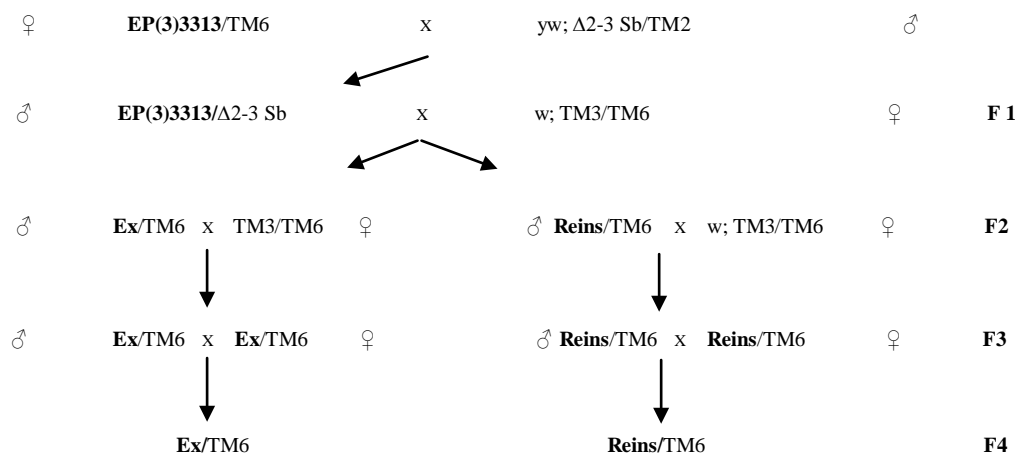 ♀ EP(3)3313/TM6 x yw; Δ2-3 Sb/TM2 ♂
♂ EP(3)3313/Δ2-3 Sb x w; TM3/TM6 ♀ F 1
♂ Ex/TM6 x TM3/TM6 ♀ ♂ Reins/TM6 x w; TM3/TM6 ♀ F2
♂ Ex/TM6 x Ex/TM6 ♀ ♂ Reins/TM6 x Reins/TM6 ♀ F3
Ex/TM6 Reins/TM6 F4